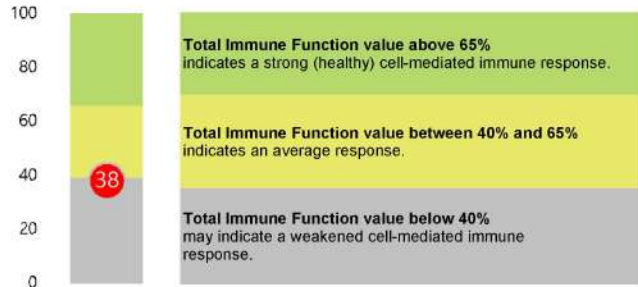 100
80
60
40
20
0
38
Total Immune Function value above 65%
indicates a strong (healthy) cell-mediated immune response.
Total Immune Function value between 40% and 65%
indicates an average response.
Total Immune Function value below 40%
may indicate a weakened cell-mediated immune
response.